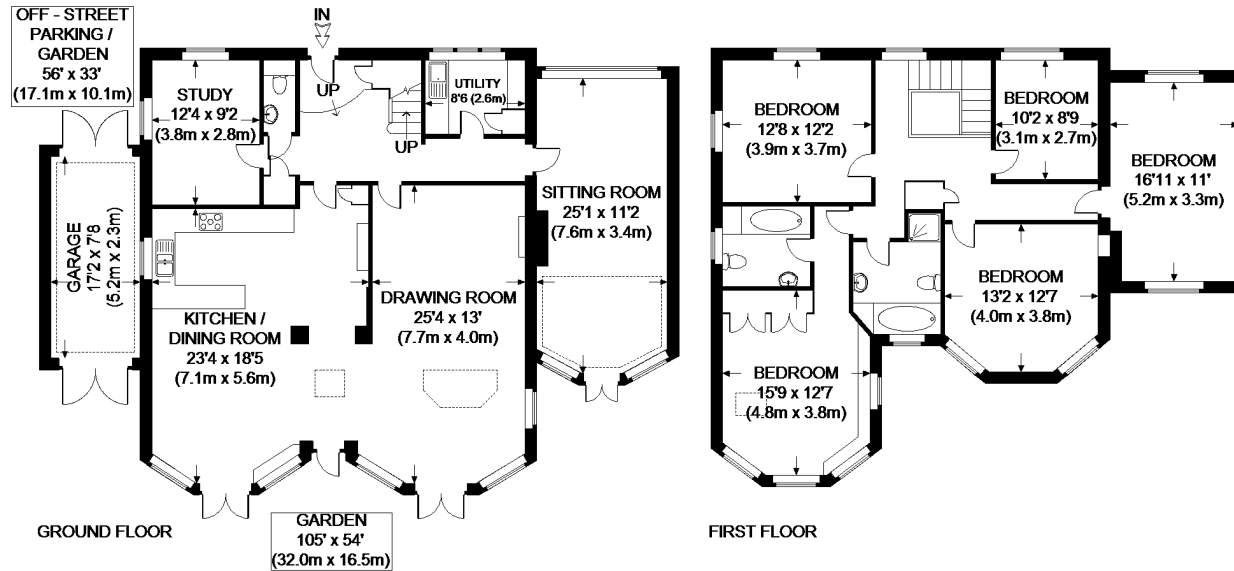 OFF - STREET
PARKING /
GARDEN
56' x 33'
(17.1m x 10.1m)
IN
STUDY
12'4 x 9'2
(3.8m x 2.8m)
UP
UP
UTILITY
8'6 (2.6m)
SITTING ROOM
25'1 x 11'2
(7.6m x 3.4m)
GARAGE
17'2 x 7'8
(5.2m x 2.3m)
KITCHEN /
DINING ROOM
23'4 x 18'5
(7.1m x 5.6m)
DRAWING ROOM
25'4 x 13'
(7.7m x 4.0m)
GROUND FLOOR
GARDEN
105' x 54'
(32.0m x 16.5m)
BEDROOM
12'8 x 12'2
(3.9m x 3.7m)
BEDROOM
10'2 x 8'9
(3.1m x 2.7m)
BEDROOM
16'11 x 11'
(5.2m x 3.3m)
BEDROOM
13'2 x 12'7
(4.0m x 3.8m)
BEDROOM
15'9 x 12'7
(4.8m x 3.8m)
FIRST FLOOR